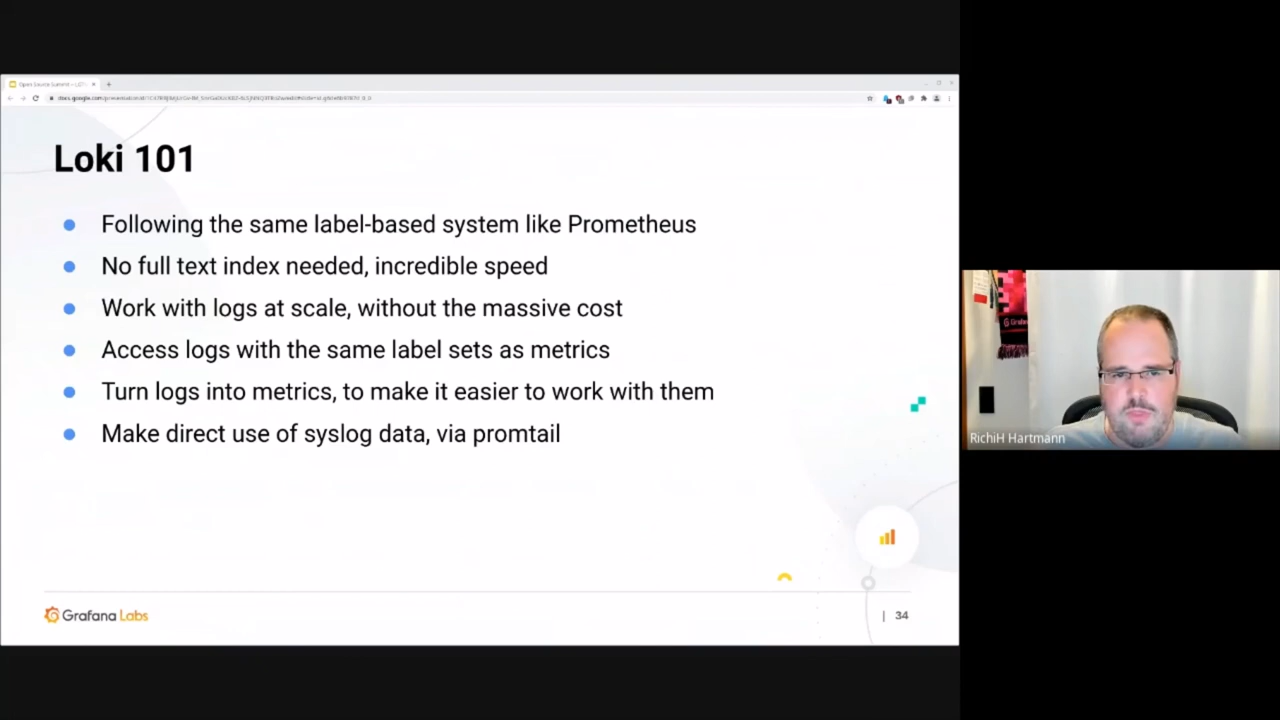 Open Source Summit
Loki 101
Following the same label-based system like Prometheus
No full text index needed, incredible speed
Work with logs at scale, without the massive cost
Access logs with the same label sets as metrics
Turn logs into metrics, to make it easier to work with them
Make direct use of syslog data, via promtail
Grafana Labs
| 34
RichiH Hartmann